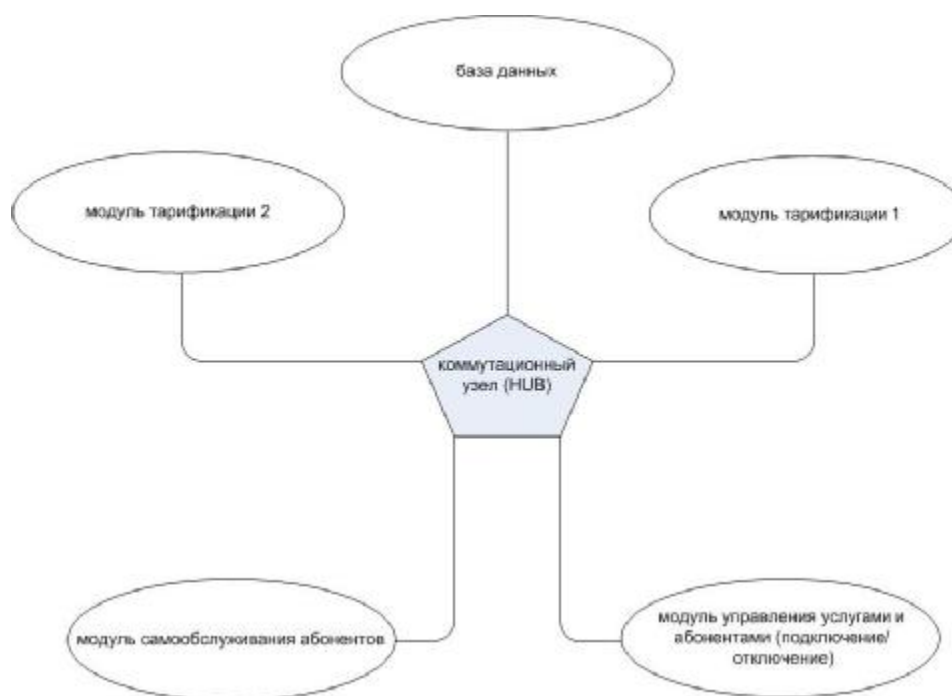 база данных
модуль тарификации 2
модуль тарификации 1
коммутационный
узел (HUB)
модуль самообслуживания абонентов
модуль управления услугами и
абонентами (подключение/
отключение)